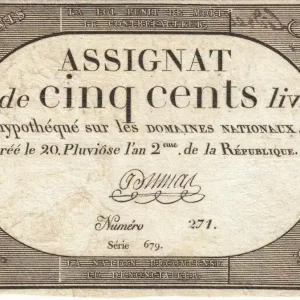 LA LOI PUNIT DE MORT
LE CONTREFACTEUR
ASSIGNAT
de cinq cents liv
hypothéqué sur les DOMAINES NATIONAUX.
réé le 20. Pluviôse l'an 2.eme de la RÉPUBLIQUE.
Numéro 271.
Série 679.
LA NATION RÉCOMPENSE
LE DÉNONCIATEUR